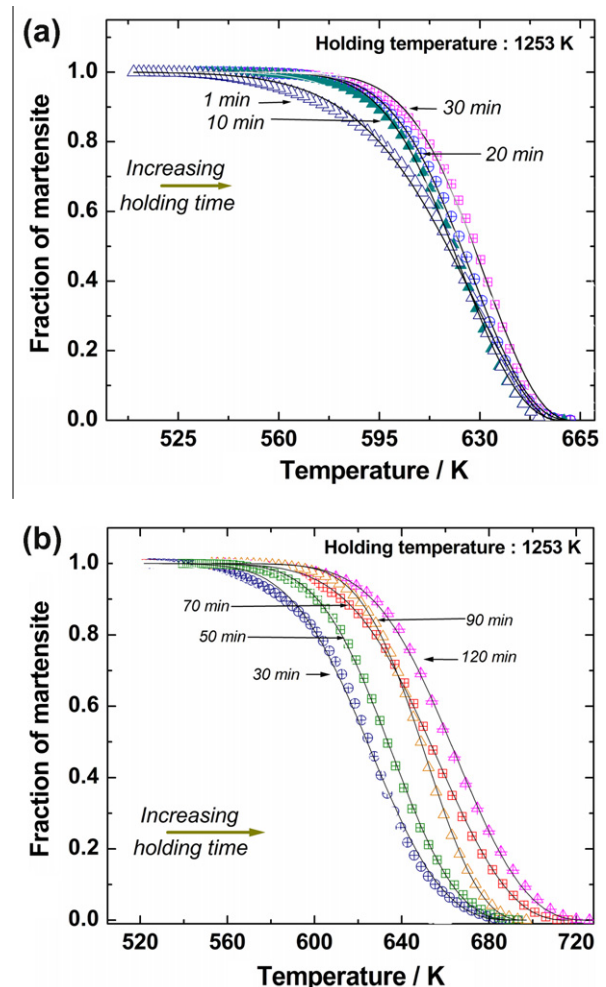 (a)
Holding temperature : 1253 K
1.0
0.8
0.6
0.4
0.2
0.0
Fraction of martensite
1 min
10 min
30 min
20 min
Increasing
holding time
525
560
595
630
665
Temperature / K
(b)
Holding temperature : 1253 K
1.0
0.8
0.6
0.4
0.2
0.0
Fraction of martensite
70 min
50 min
30 min
90 min
120 min
Increasing
holding time
520
560
600
640
680
720
Temperature / K